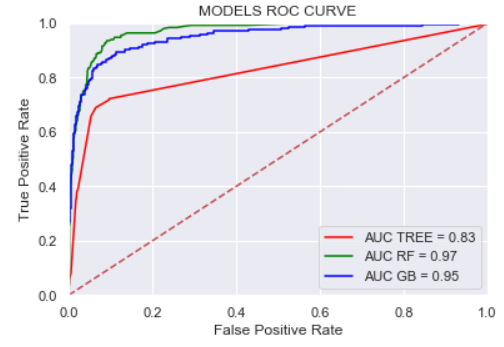 MODELS ROC CURVE
1.0
0.8
0.6
0.4
0.2
0.0
True Positive Rate
AUC TREE = 0.83
AUC RF = 0.97
AUC GB = 0.95
0.0 0.2 0.4 0.6 0.8 1.0
False Positive Rate